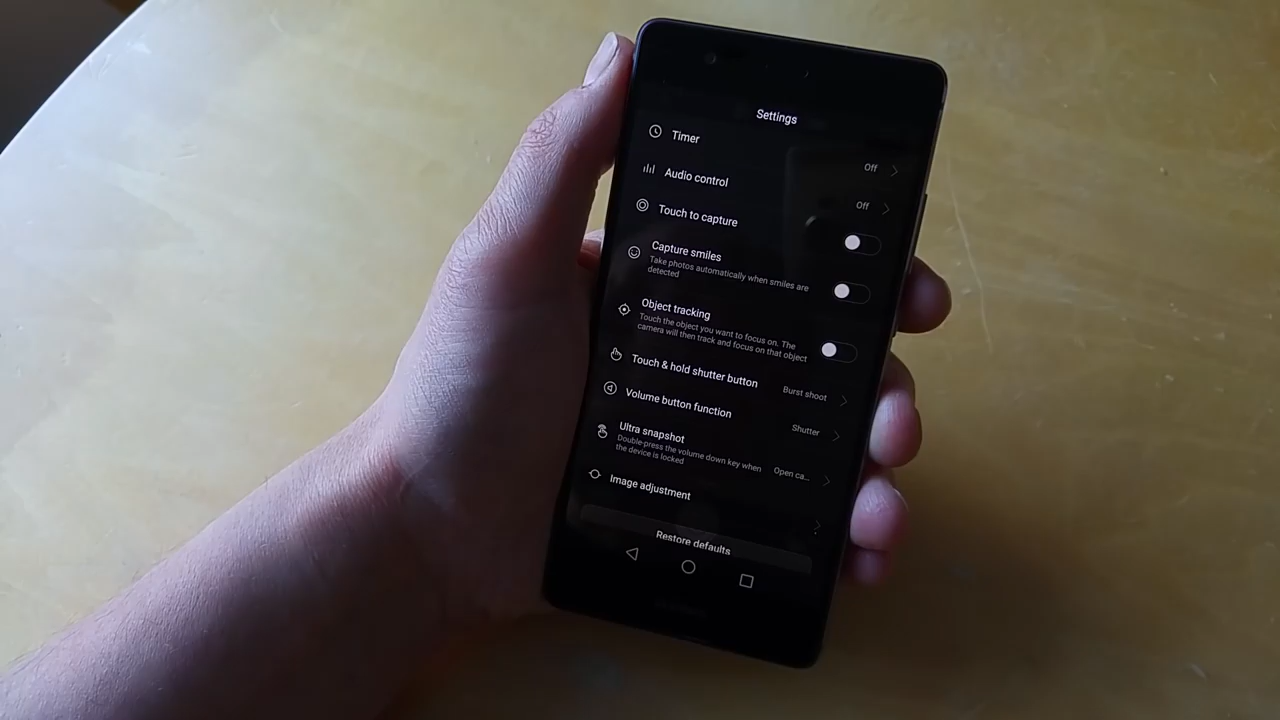 Settings
Timer
Off
Audio control
Off
Touch to capture
Capture smiles
Take photos automatically when smiles are
detected
Object tracking
Touch the object you want to focus on. The
camera will then track and focus on that object
Touch & hold shutter button
Burst shoot
Volume button function
Shutter
Ultra snapshot
Double-press the volume down key when
the device is locked
Open ca...
Image adjustment
Restore defaults